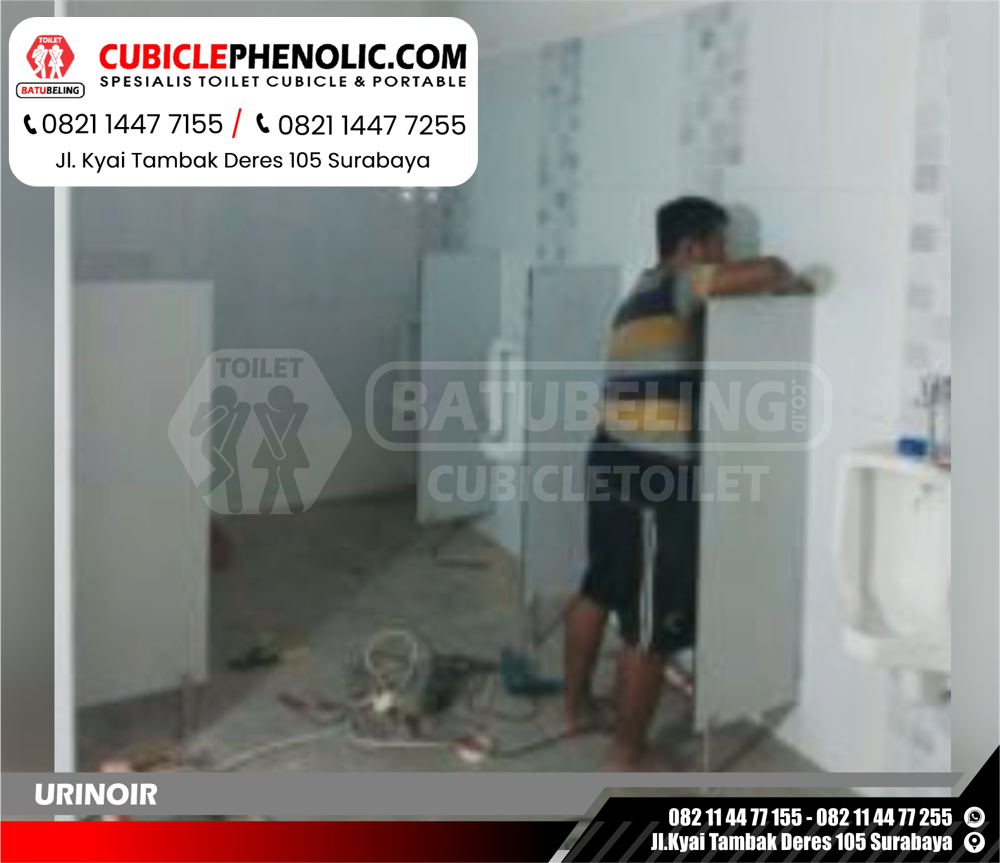 TOILET
BATUBELING
CUBICLEPHENOLIC.COM
SPESIALIS TOILET CUBICLE & PORTABLE
0821 1447 7155 / 0821 1447 7255
Jl. Kyai Tambak Deres 105 Surabaya
TOILET
BATUBELING.CO.ID
CUBICLETOILET
URINOIR
082 11 44 77 155 - 082 11 44 77 255
Jl.Kyai Tambak Deres 105 Surabaya